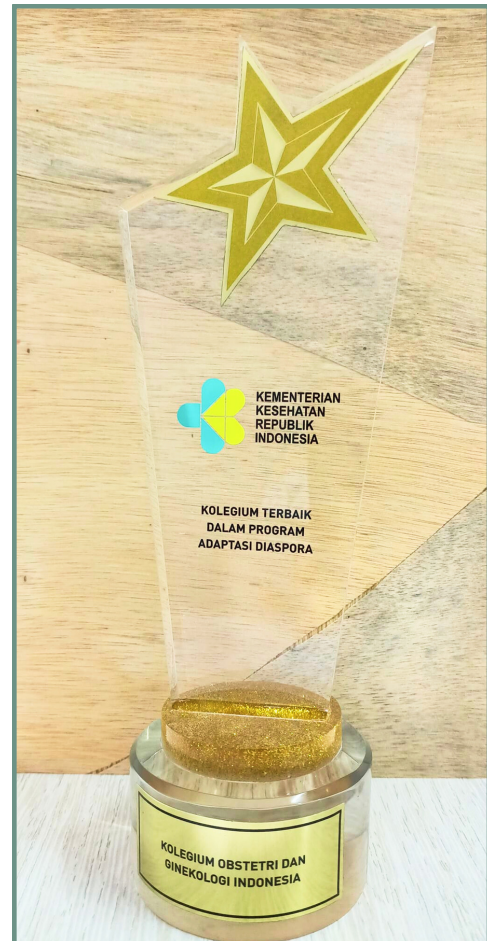 KEMENTERIAN
KESEHATAN
REPUBLIK
INDONESIA
KOLEGIUM TERBAIK
DALAM PROGRAM
ADAPTASI DIASPORA
KOLEGIUM OBSTETRI DAN
GINEKOLOGI INDONESIA